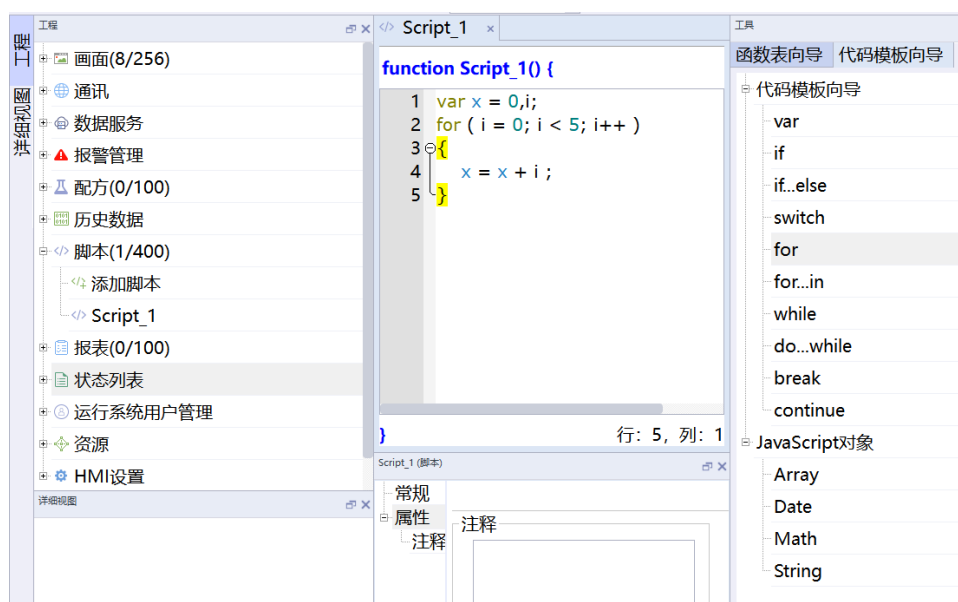 工程
详细视图
工程
画面(8/256)
通讯
数据服务
报警管理
配方(0/100)
历史数据
脚本(1/400)
添加脚本
Script_1
报表(0/100)
状态列表
运行系统用户管理
资源
HMI设置
详细视图
Script_1 ×
function Script_1() {
1 var x = 0,i;
2 for ( i = 0; i < 5; i++ )
3 {
4 x = x + i ;
5 }
} 行: 5, 列: 1
Script_1 (脚本)
常规
属性
注释
注释
工具
函数表向导 代码模板向导
代码模板向导
var
if
if...else
switch
for
for...in
while
do...while
break
continue
JavaScript对象
Array
Date
Math
String